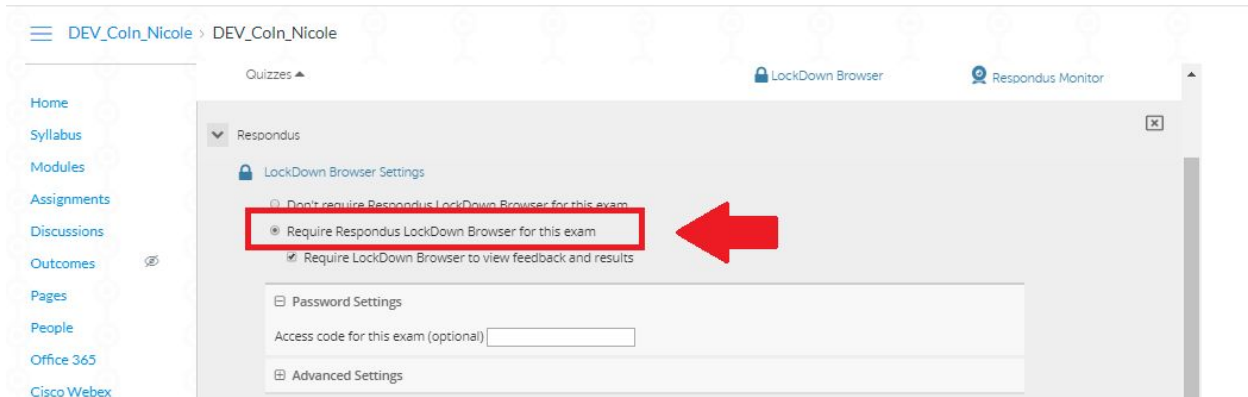 DEV_CoIn_Nicole > DEV_CoIn_Nicole
Quizzes
LockDown Browser
Respondus Monitor
Home
Syllabus
Modules
Assignments
Discussions
Outcomes
Pages
People
Office 365
Cisco Webex
Respondus
LockDown Browser Settings
Don't require Respondus LockDown Browser for this exam
Require Respondus LockDown Browser for this exam
Require LockDown Browser to view feedback and results
Password Settings
Access code for this exam (optional)
Advanced Settings